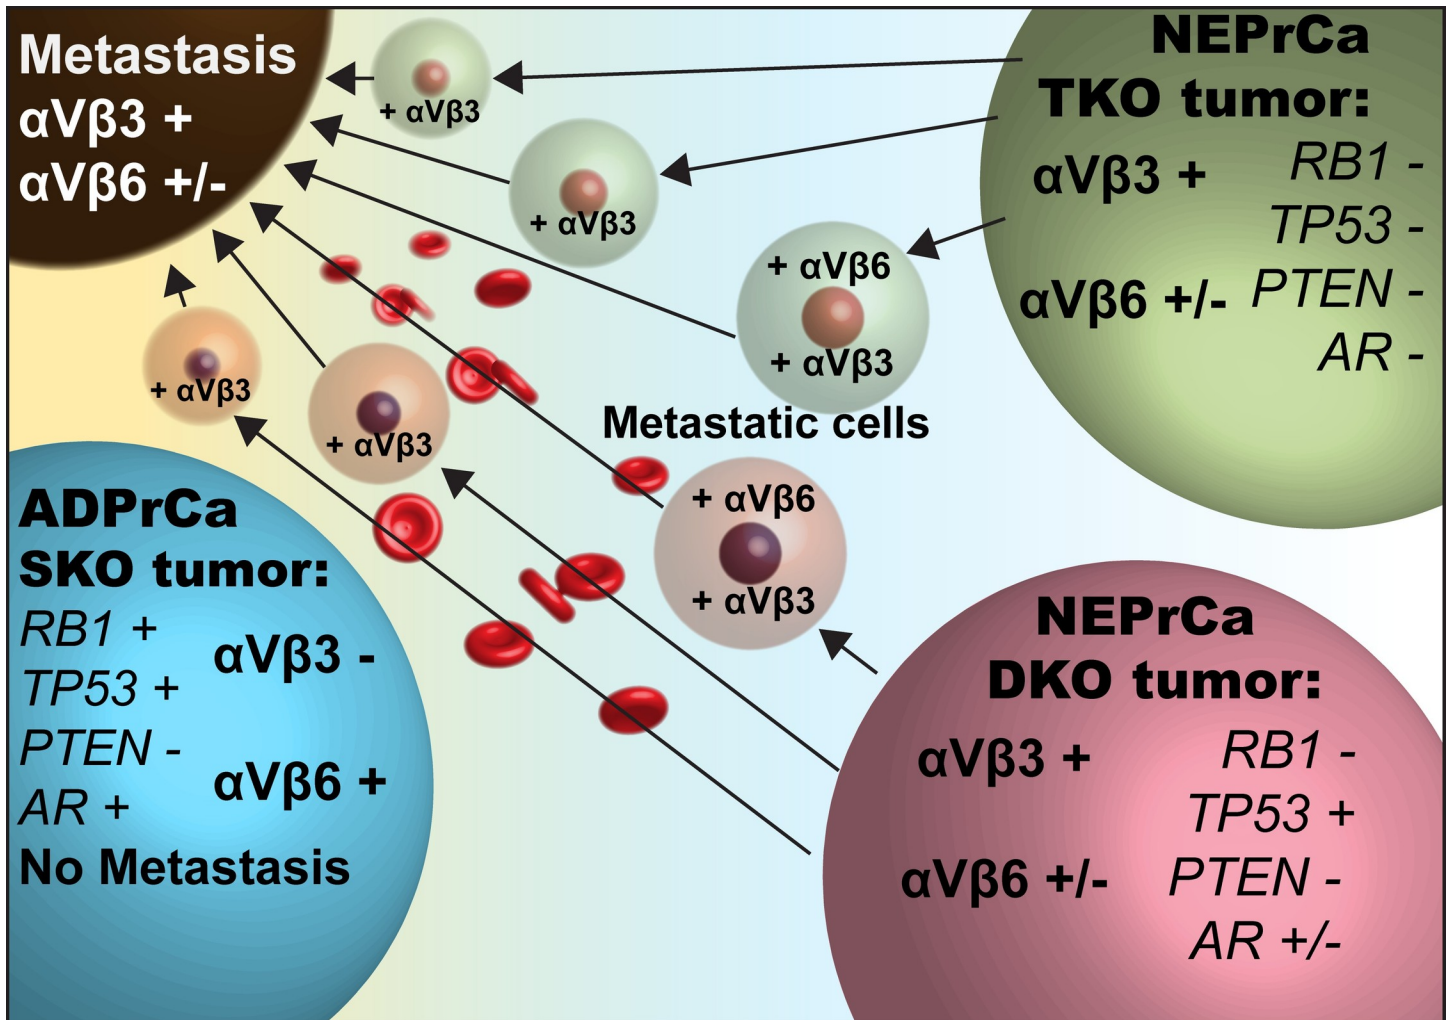 Metastasis
αVβ3 +
αVβ6 +/-
+ αVβ3
+ αVβ3
+ αVβ6
+ αVβ3
NEPrCa
TKO tumor:
αVβ3 +
αVβ6 +/-
RB1 -
TP53 -
PTEN -
AR -
+ αVβ3
+ αVβ3
Metastatic cells
+ αVβ6
+ αVβ3
ADPrCa
SKO tumor:
RB1 +
TP53 +
PTEN -
AR +
αVβ3 -
αVβ6 +
No Metastasis
NEPrCa
DKO tumor:
αVβ3 +
αVβ6 +/-
RB1 -
TP53 +
PTEN -
AR +/-